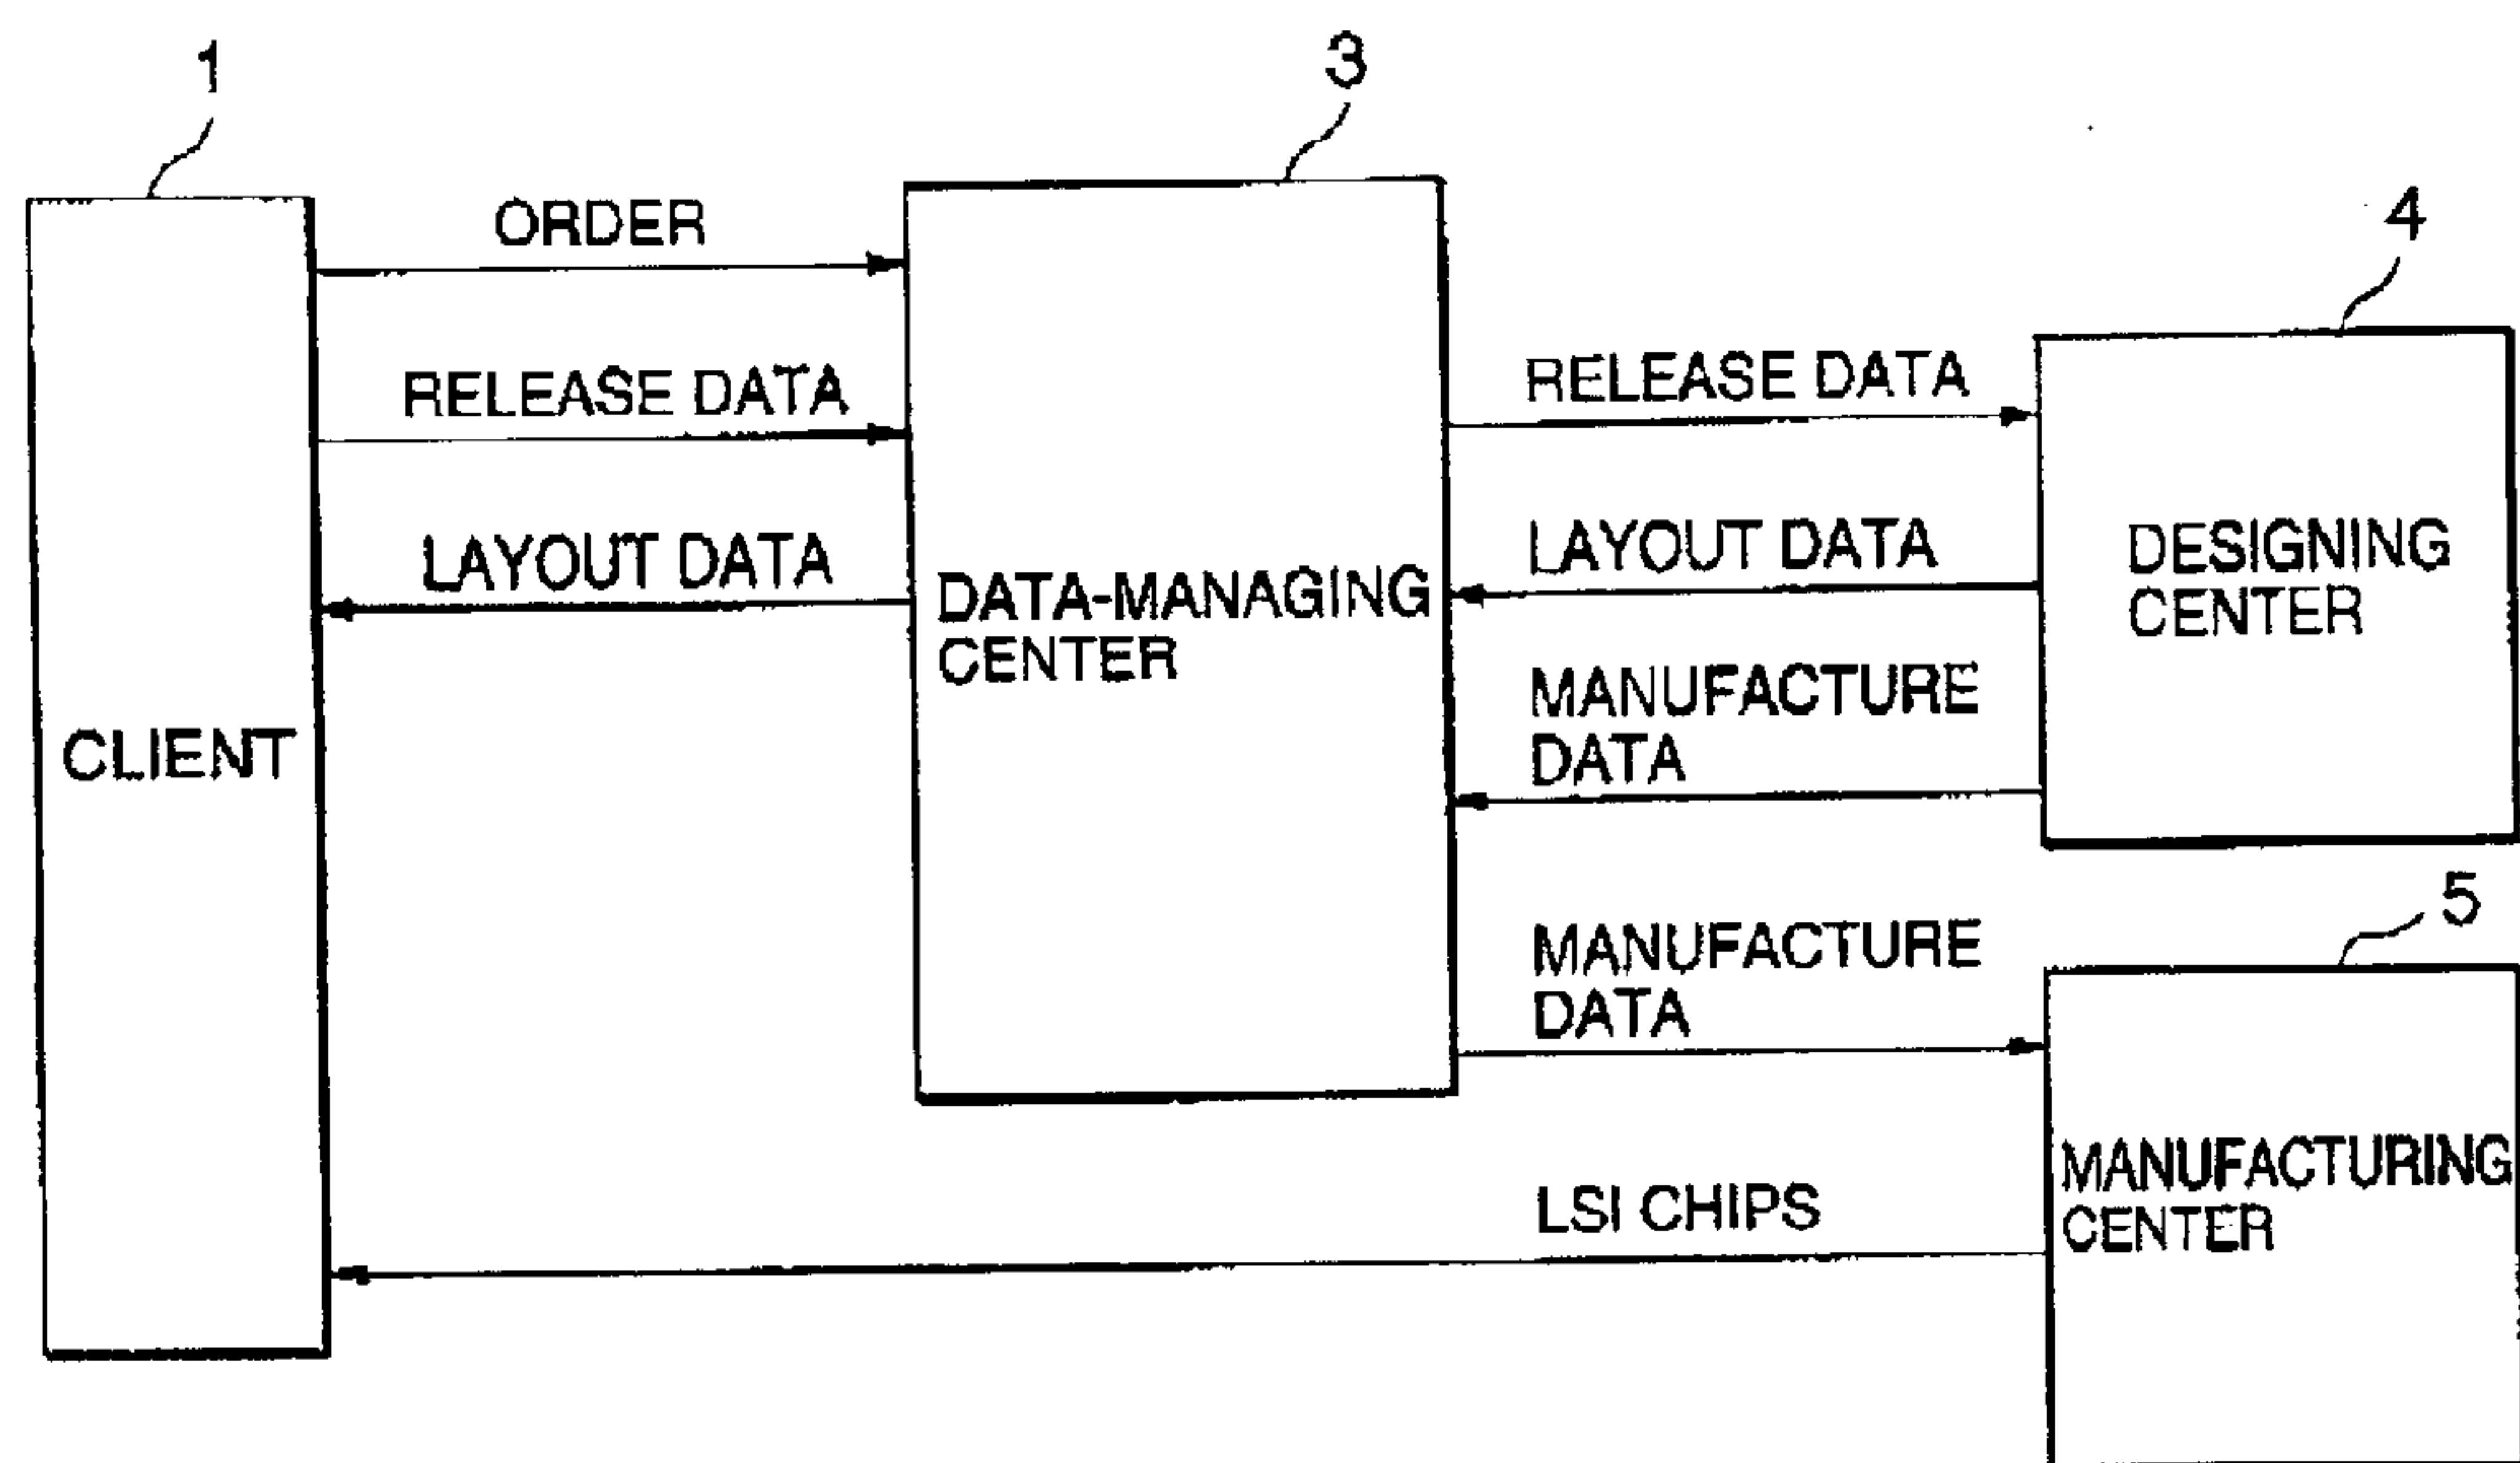 1
3
4
ORDER
RELEASE DATA
LAYOUT DATA
CLIENT
DATA-MANAGING
CENTER
RELEASE DATA
LAYOUT DATA
MANUFACTURE
DATA
DESIGNING
CENTER
5
MANUFACTURE
DATA
LSI CHIPS
MANUFACTURING
CENTER